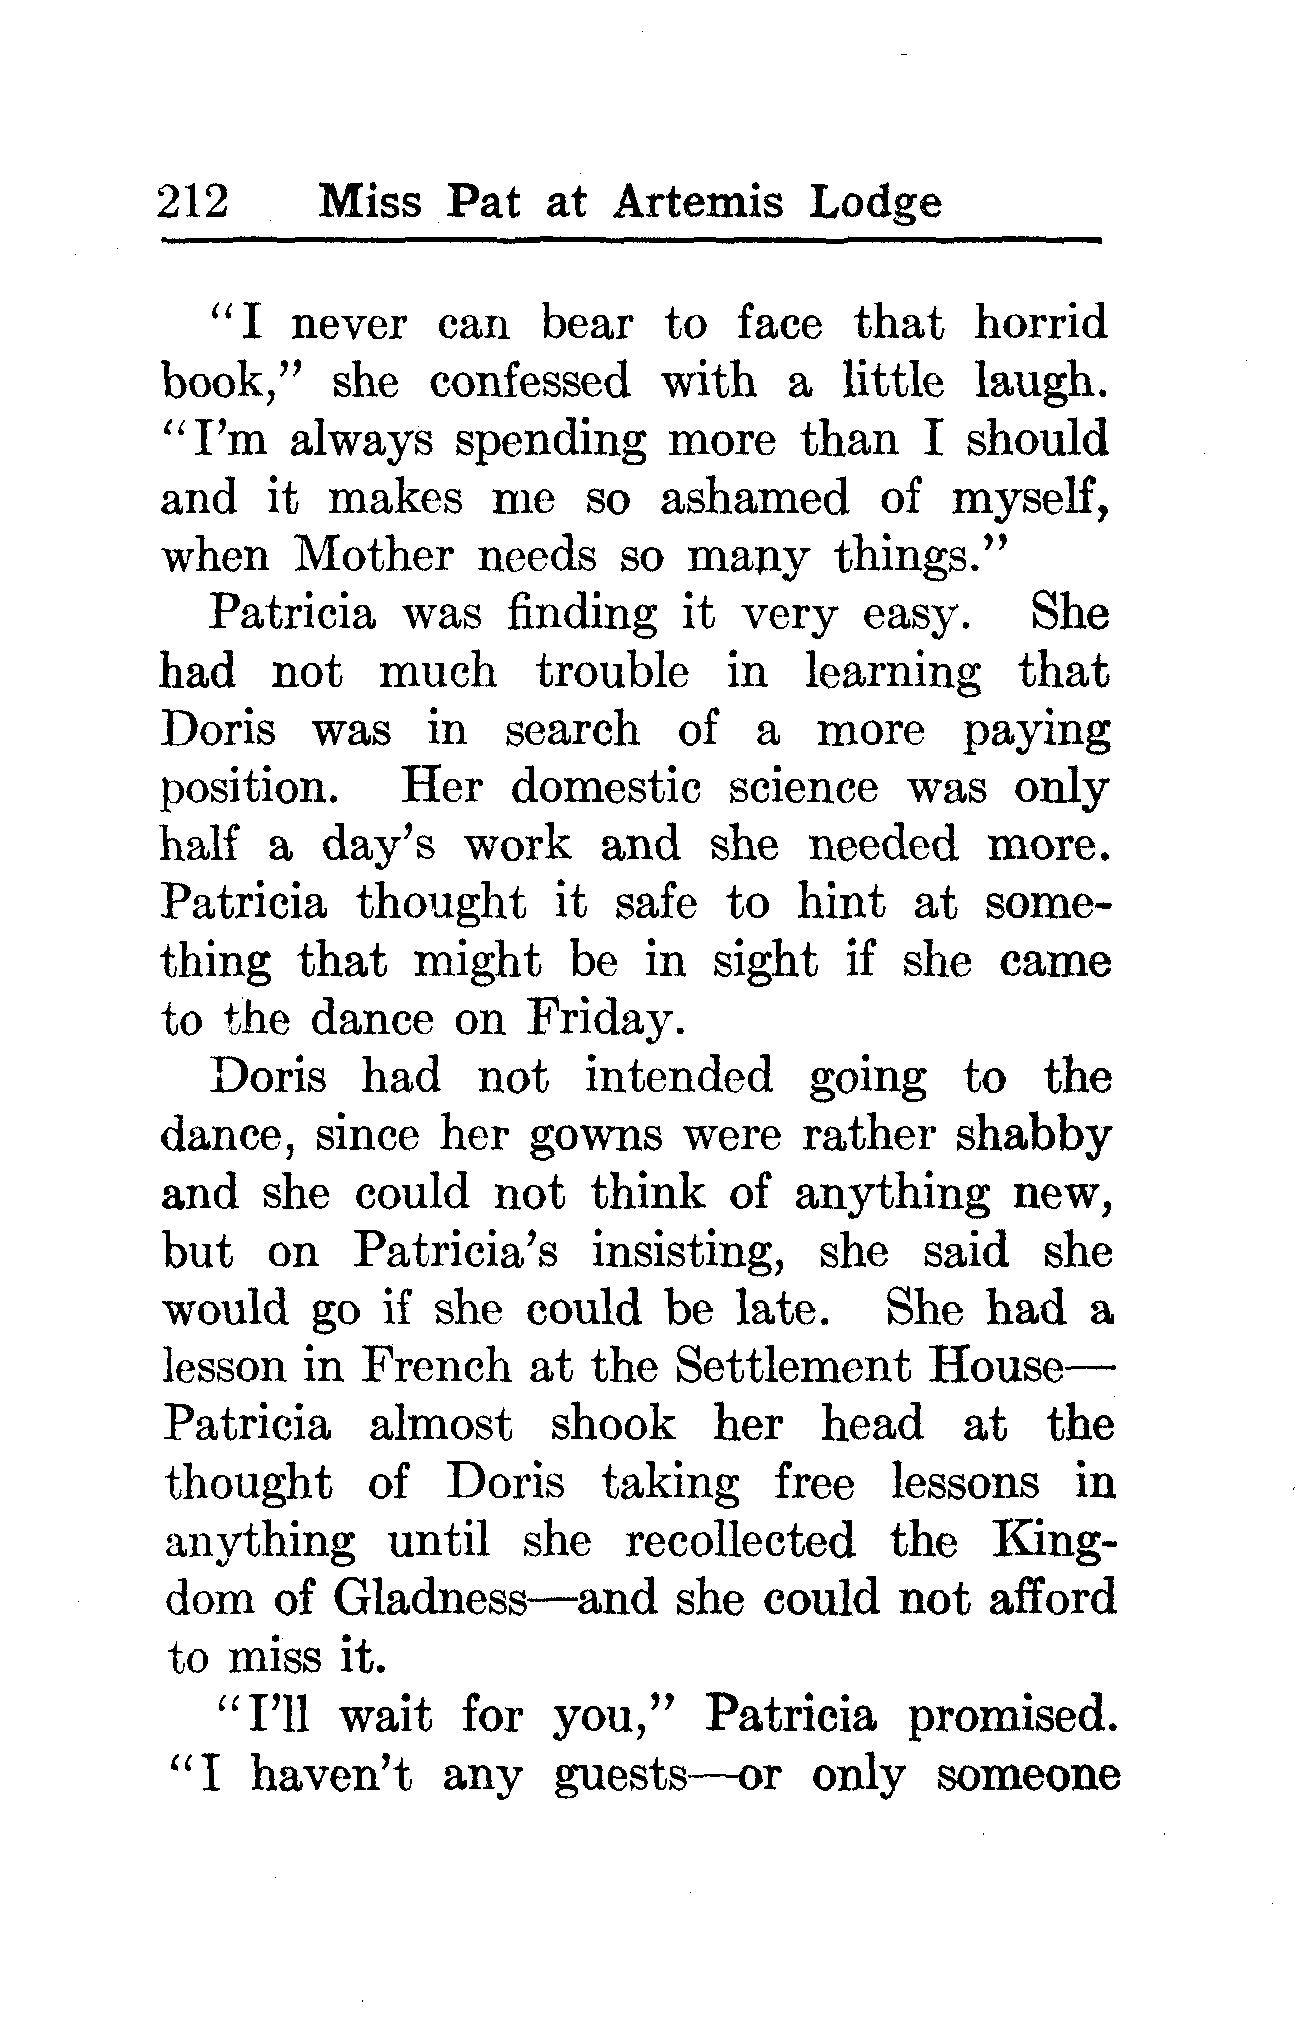 212 Miss Pat at Artemis Lodge
"I never can bear to face that horrid
book," she confessed with a little laugh.
"I'm always spending more than I should
and it makes me so ashamed of myself,
when Mother needs so many things."
Patricia was finding it very easy. She
had not much trouble in learning that
Doris was in search of a more paying
position. Her domestic science was only
half a day's work and she needed more.
Patricia thought it safe to hint at some-
thing that might be in sight if she came
to the dance on Friday.
Doris had not intended going to the
dance, since her gowns were rather shabby
and she could not think of anything new,
but on Patricia's insisting, she said she
would go if she could be late. She had a
lesson in French at the Settlement House—
Patricia almost shook her head at the
thought of Doris taking free lessons in
anything until she recollected the King-
dom of Gladness—and she could not afford
to miss it.
"I'll wait for you," Patricia promised.
"I haven't any guests—or only someone